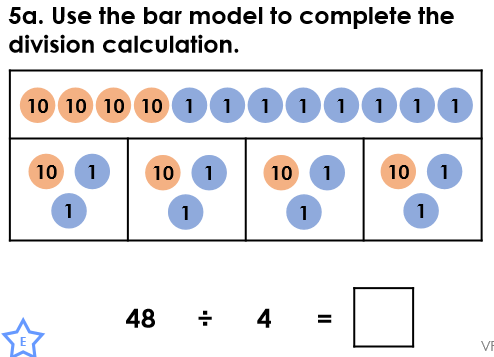 5a. Use the bar model to complete the
division calculation.
10 10 10 10 1 1 1 1 1 1 1 1
10 1 10 1 10 1 10 1
1 1 1 1
48 ÷ 4 =
E
VF